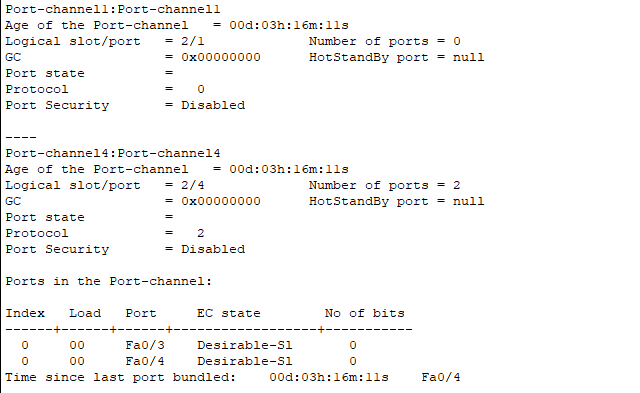 Port-channel1:Port-channel1
Age of the Port-channel   = 00d:03h:16m:11s
Logical slot/port   = 2/1             Number of ports = 0
GC                  = 0x00000000      HotStandBy port = null
Port state          =
Protocol            =   0
Port Security       = Disabled
----
Port-channel4:Port-channel4
Age of the Port-channel   = 00d:03h:16m:11s
Logical slot/port   = 2/4             Number of ports = 2
GC                  = 0x00000000      HotStandBy port = null
Port state          =
Protocol            =   2
Port Security       = Disabled
Ports in the Port-channel:
Index   Load   Port     EC state        No of bits
------+------+------+------------------+-----------
  0     00     Fa0/3    Desirable-Sl       0
  0     00     Fa0/4    Desirable-Sl       0
Time since last port bundled:    00d:03h:16m:11s    Fa0/4